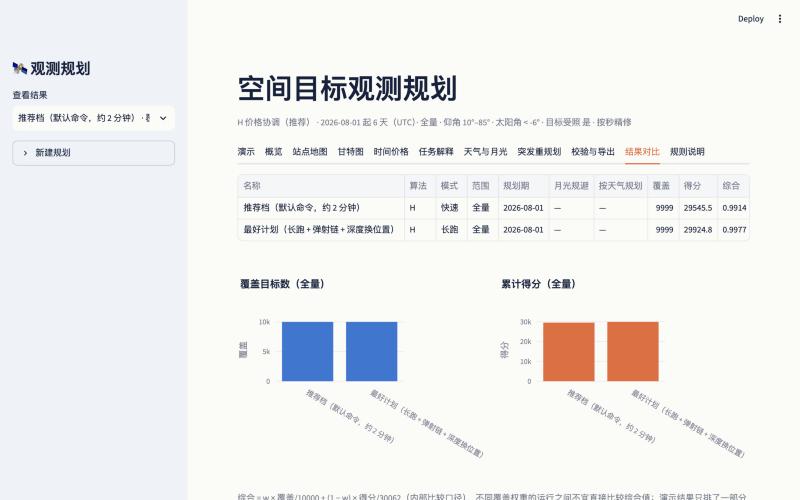 Deploy
观测规划
查看结果
推荐档（默认命令，约 2 分钟） ·
新建规划
空间目标观测规划
H 价格协调（推荐） · 2026-08-01 起 6 天（UTC）· 全量 · 仰角 10°–85° · 太阳角 < -6° · 目标受照 是 · 按秒精修
演示 概览 站点地图 甘特图 时间价格 任务解释 天气与月光 突发重规划 校验与导出 结果对比 规则说明
名称 算法 模式 范围 规划期 月光规避 按天气规划 覆盖 得分 综合
推荐档（默认命令，约 2 分钟） H 快速 全量 2026-08-01 — — 9999 29545.5 0.9914
最好计划（长跑 + 弹射链 + 深度换位置） H 长跑 全量 2026-08-01 — — 9999 29924.8 0.9977
覆盖目标数（全量）
10k
5k
0
覆盖
推荐档（默认命令，约 2 分钟）
最好计划（长跑 + 弹射链 + 深度换位置）
累计得分（全量）
30k
20k
10k
0
得分
推荐档（默认命令，约 2 分钟）
最好计划（长跑 + 弹射链 + 深度换位置）
综合 = w × 覆盖/10000 + (1 − w) × 得分/30062（内部比较口径）。不同覆盖权重的运行之间不宜直接比较综合值；演示结果只排了一部分